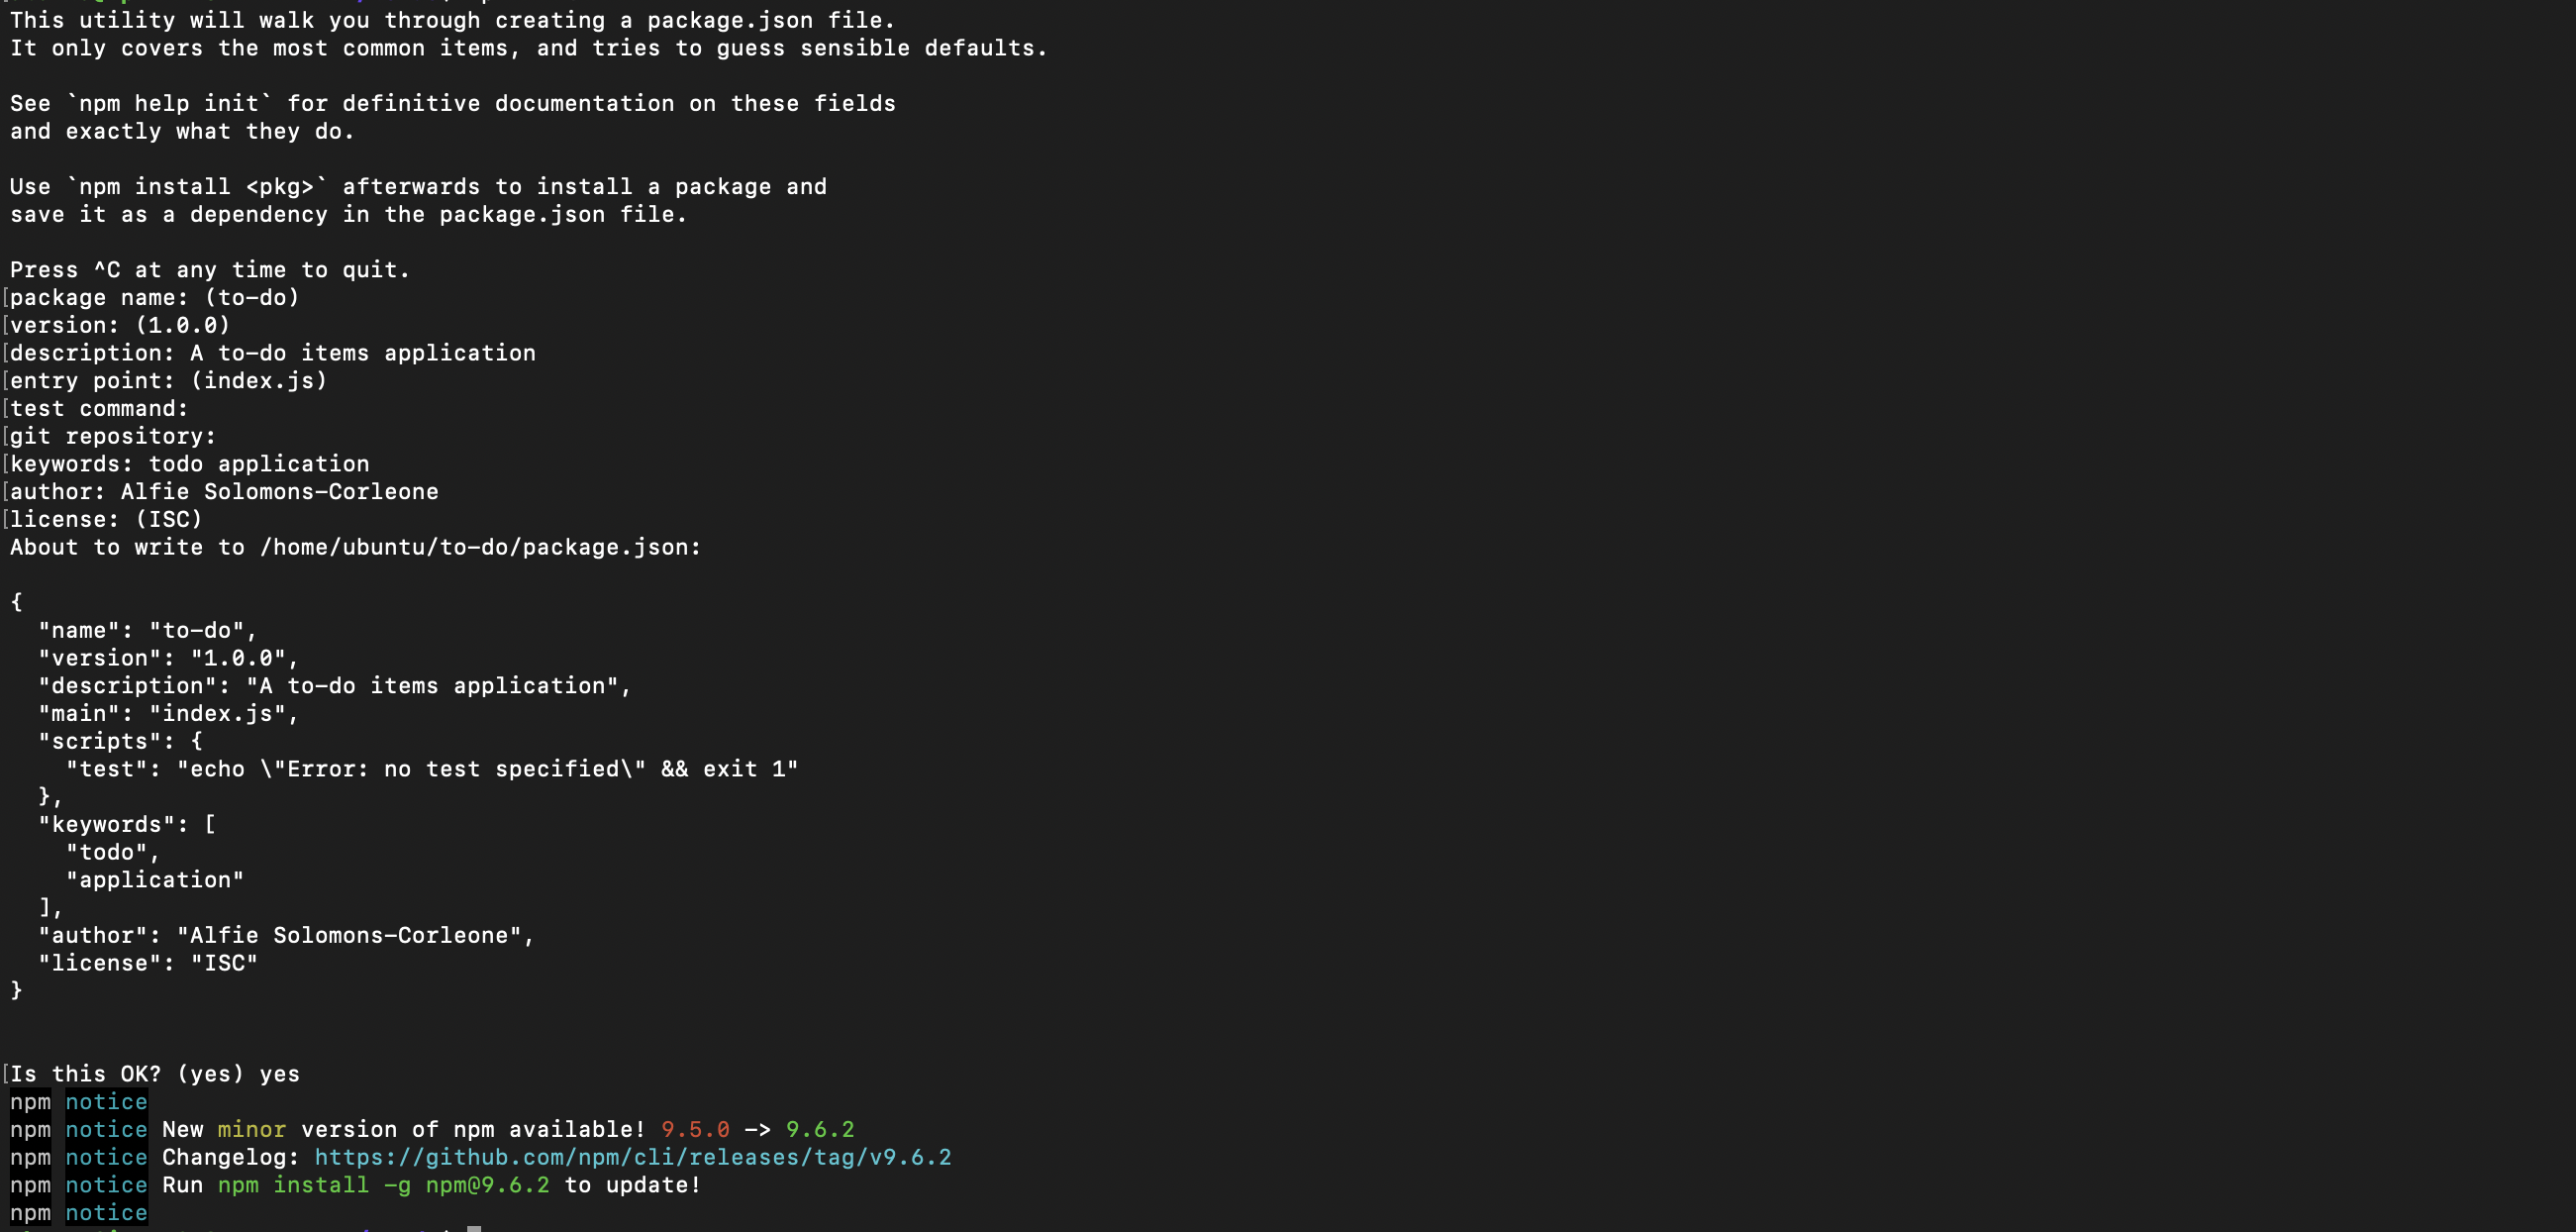 This utility will walk you through creating a package.json file.
It only covers the most common items, and tries to guess sensible defaults.

See `npm help init` for definitive documentation on these fields
and exactly what they do.

Use `npm install <pkg>` afterwards to install a package and
save it as a dependency in the package.json file.

Press ^C at any time to quit.
[package name: (to-do)
[version: (1.0.0)
[description: A to-do items application
[entry point: (index.js)
[test command:
[git repository:
[keywords: todo application
[author: Alfie Solomons-Corleone
[license: (ISC)
About to write to /home/ubuntu/to-do/package.json:

{
  "name": "to-do",
  "version": "1.0.0",
  "description": "A to-do items application",
  "main": "index.js",
  "scripts": {
    "test": "echo \"Error: no test specified\" && exit 1"
  },
  "keywords": [
    "todo",
    "application"
  ],
  "author": "Alfie Solomons-Corleone",
  "license": "ISC"
}

[Is this OK? (yes) yes
npm notice
npm notice New minor version of npm available! 9.5.0 -> 9.6.2
npm notice Changelog: https://github.com/npm/cli/releases/tag/v9.6.2
npm notice Run npm install -g npm@9.6.2 to update!
npm notice